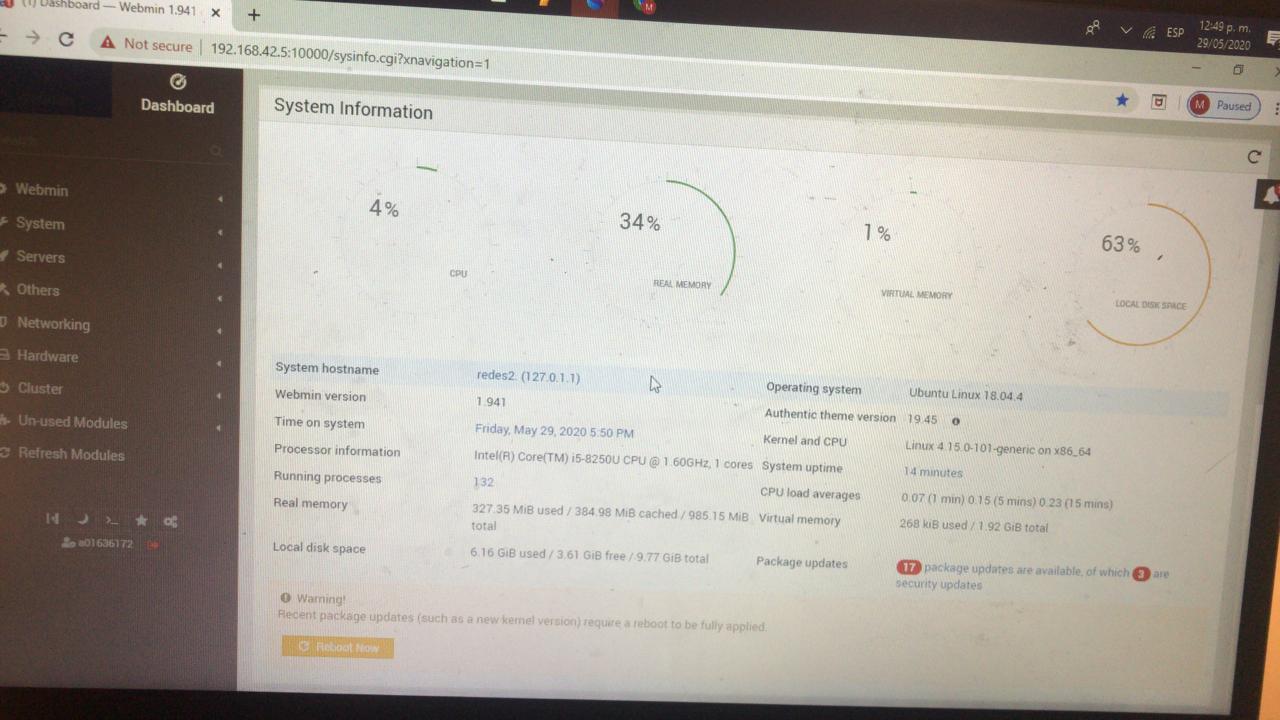 (1) Dashboard — Webmin 1.941
Not secure 192.168.42.5:10000/sysinfo.cgi?xnavigation=1
ESP
12:49 p. m.
29/05/2020
M
M Paused
Dashboard
Webmin
System
Servers
Others
Networking
Hardware
Cluster
Un-used Modules
Refresh Modules
a01636172
System Information
4%
CPU
34%
REAL MEMORY
1%
VIRTUAL MEMORY
63%
LOCAL DISK SPACE
System hostname redes2. (127.0.1.1)
Operating system Ubuntu Linux 18.04.4
Webmin version 1.941
Authentic theme version 19.45
Time on system Friday, May 29, 2020 5:50 PM
Kernel and CPU Linux 4.15.0-101-generic on x86_64
Processor information Intel(R) Core(TM) i5-8250U CPU @ 1.60GHz, 1 cores
System uptime 14 minutes
Running processes 132
CPU load averages 0.07 (1 min) 0.15 (5 mins) 0.23 (15 mins)
Real memory 327.35 MiB used / 384.98 MiB cached / 985.15 MiB
total
Virtual memory 268 kiB used / 1.92 GiB total
Local disk space 6.16 GiB used / 3.61 GiB free / 9.77 GiB total
Package updates 17 package updates are available, of which 3 are
security updates
Warning!
Recent package updates (such as a new kernel version) require a reboot to be fully applied.
Reboot Now